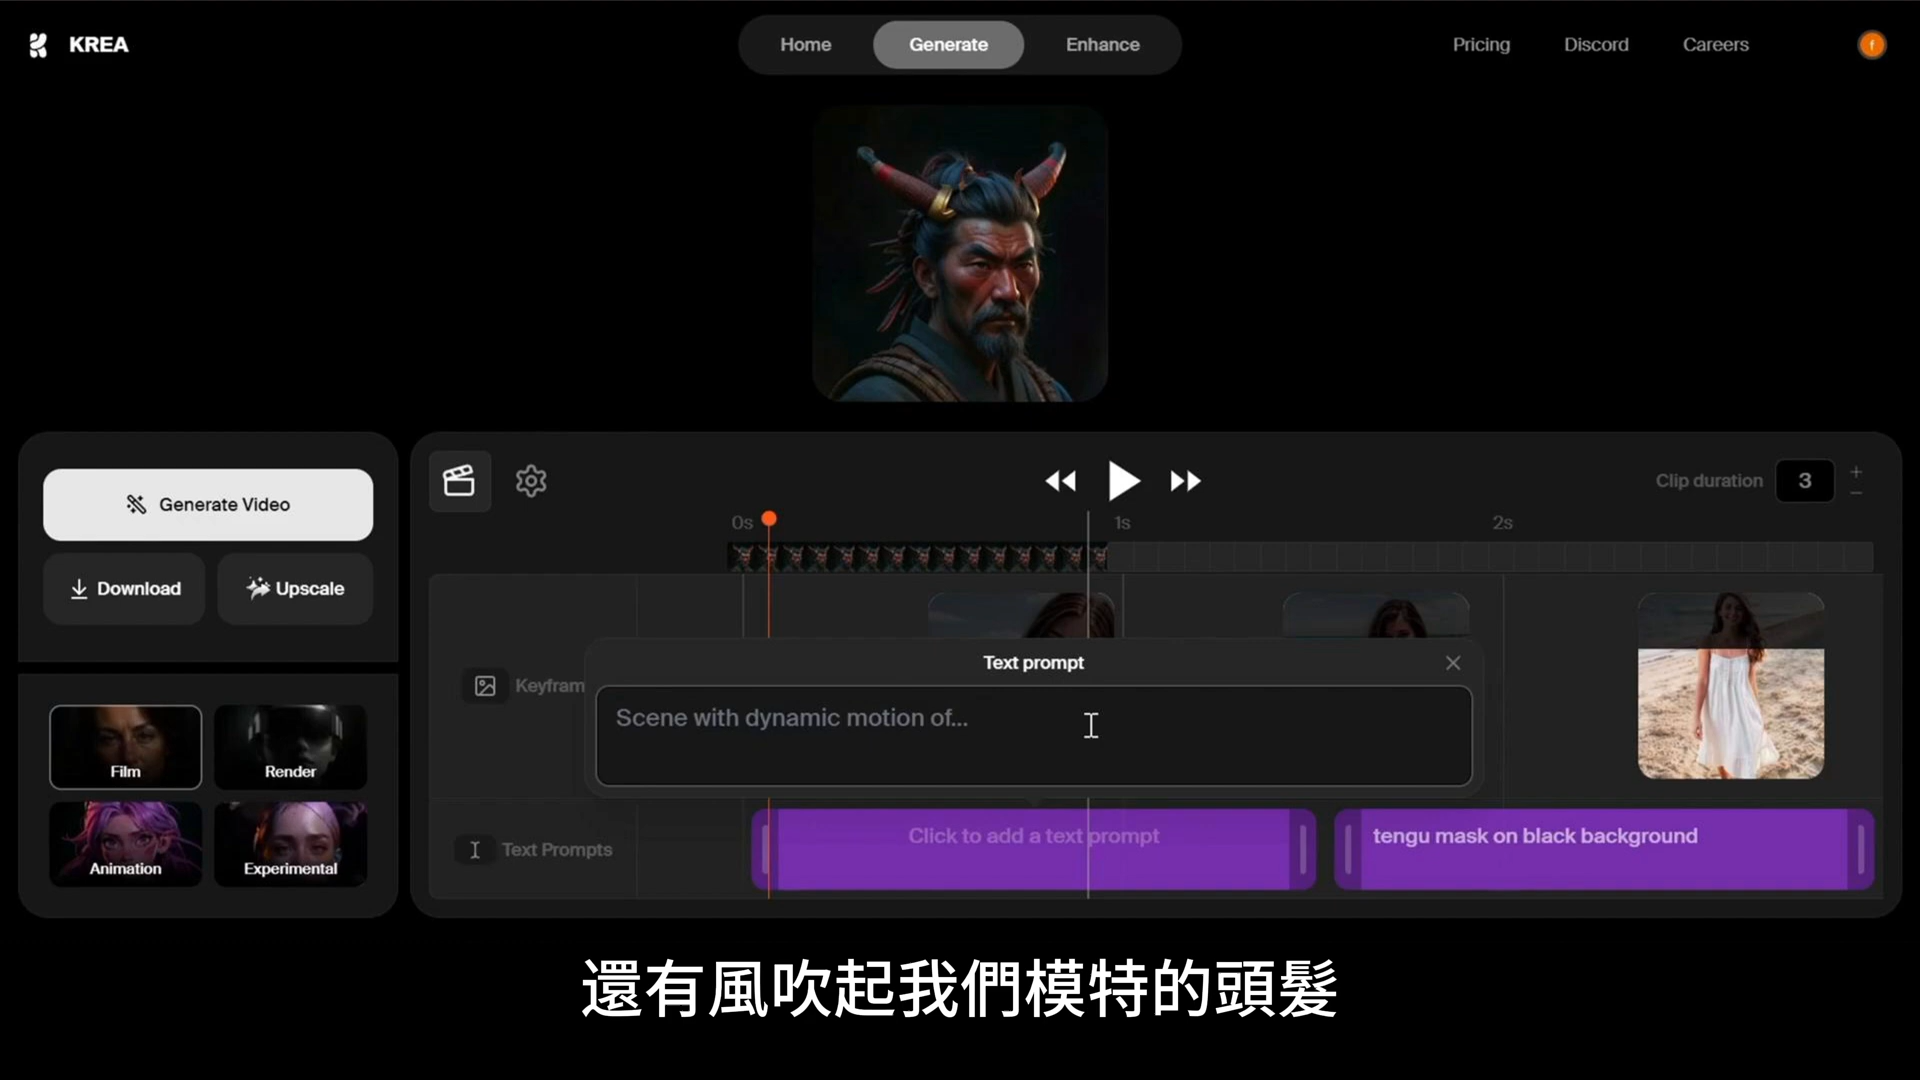 KREA
Home
Generate
Enhance
Pricing
Discord
Careers
f
Generate Video
Download
Upscale
Film
Render
Animation
Experimental
Clip duration
3
0s
1s
2s
Keyfram
Text prompt
Scene with dynamic motion of...
Text Prompts
Click to add a text prompt
tengu mask on black background
還有風吹起我們模特的頭髮